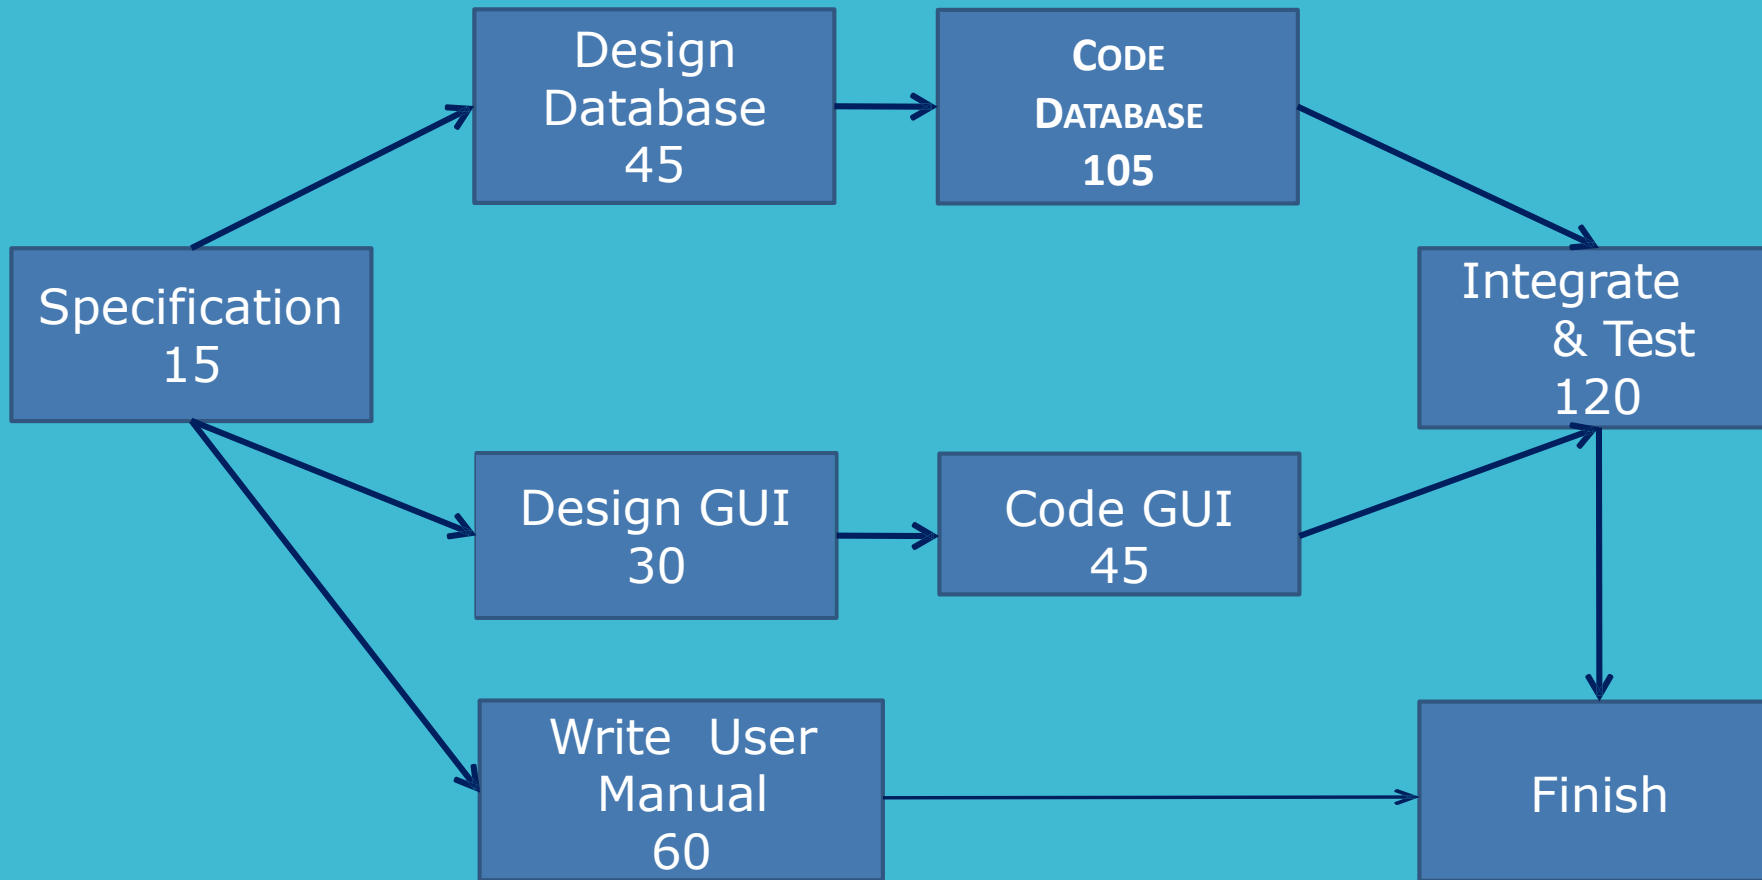 Design
Database
45
CODE
DATABASE
105
Specification
15
Integrate
& Test
120
Design GUI
30
Code GUI
45
Write User
Manual
60
Finish